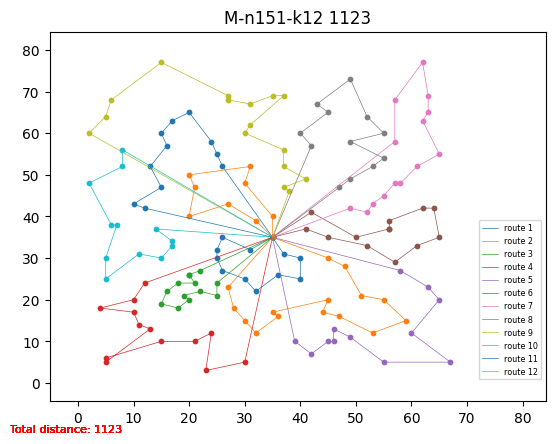 M-n151-k12 1123
80
70
60
50
40
30
20
10
0
0 10 20 30 40 50 60 70 80
route 1
route 2
route 3
route 4
route 5
route 6
route 7
route 8
route 9
route 10
route 11
route 12
Total distance: 1123